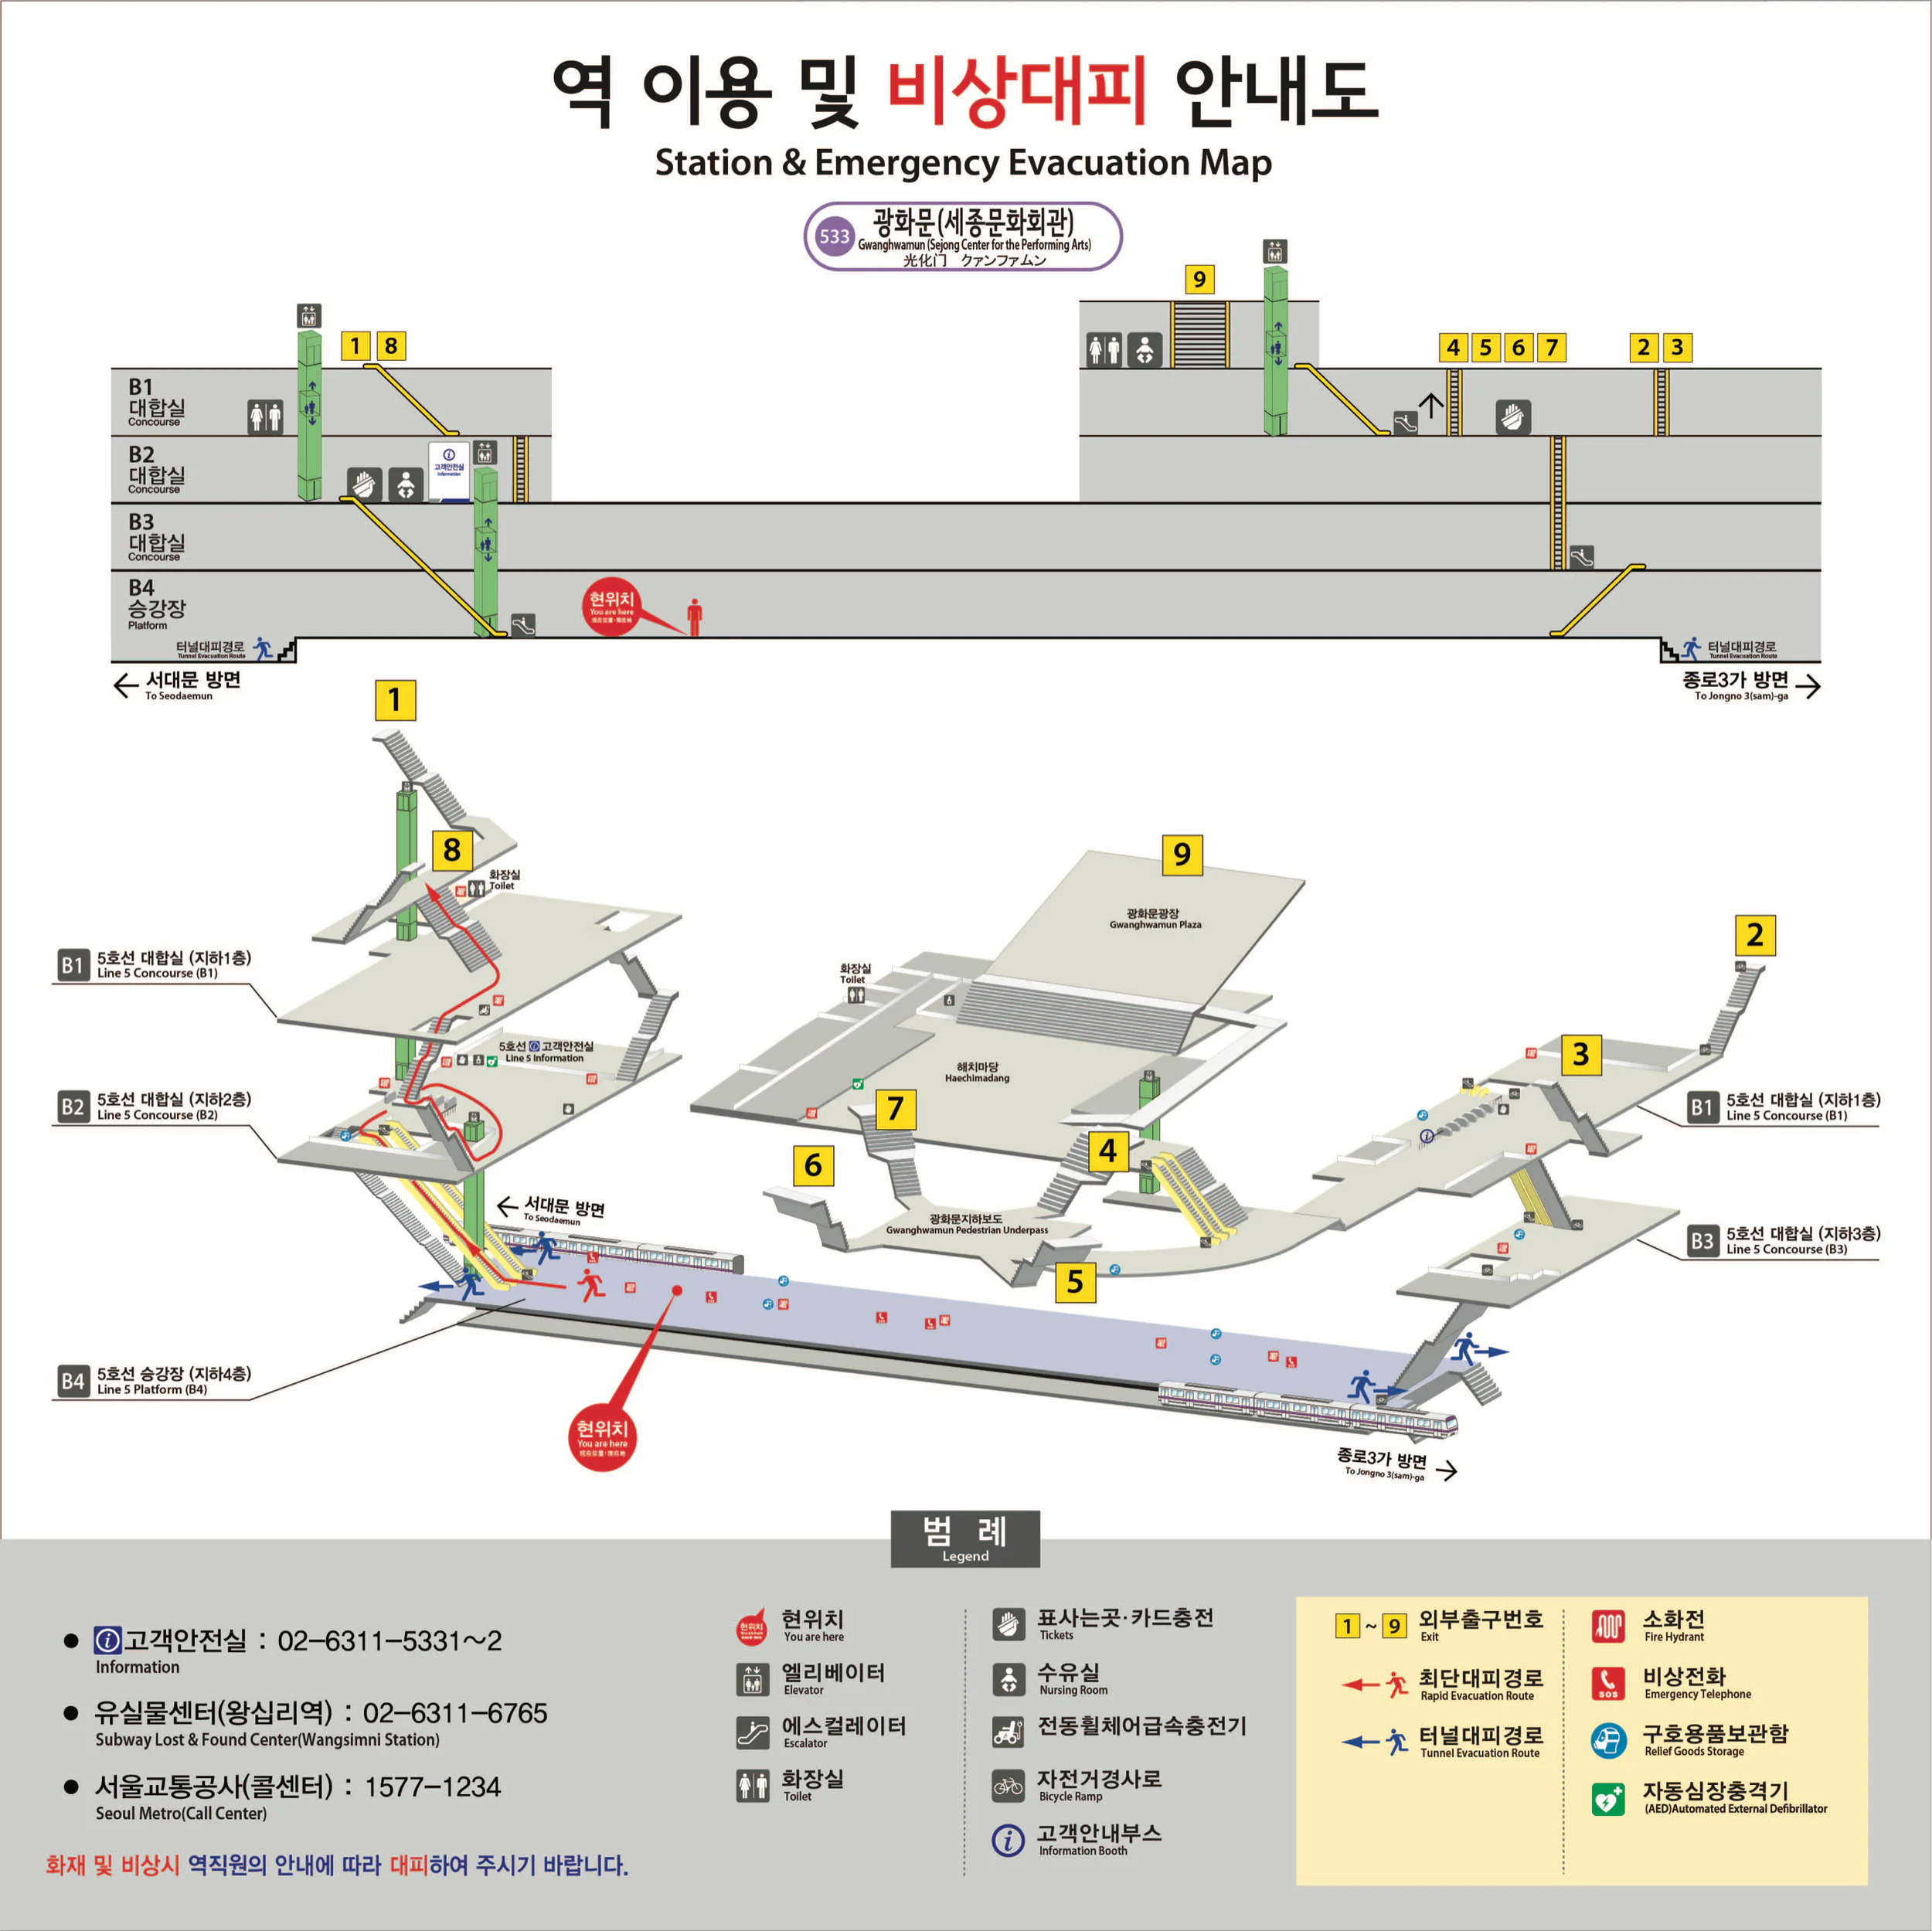 역 이용 및 비상대피 안내도
Station & Emergency Evacuation Map
533
광화문(세종문화회관)
Gwanghwamun (Sejong Center for the Performing Arts)
光化门 クァンファムン
9
1 8
4 5 6 7
2 3
B1
대합실
Concourse
B2
대합실
Concourse
고객안전실
Information
B3
대합실
Concourse
B4
승강장
Platform
현위치
You are here
터널대피경로
Tunnel Evacuation Route
터널대피경로
Tunnel Evacuation Route
← 서대문 방면
To Seodaemun
종로3가 방면 →
To Jongno 3(sam)-ga
1
8
화장실
Toilet
9
광화문광장
Gwanghwamun Plaza
2
B1 5호선 대합실 (지하1층)
Line 5 Concourse (B1)
화장실
Toilet
5호선 고객안전실
Line 5 Information
해치마당
Haechimadang
3
B2 5호선 대합실 (지하2층)
Line 5 Concourse (B2)
7
B1 5호선 대합실 (지하1층)
Line 5 Concourse (B1)
6
4
← 서대문 방면
To Seodaemun
광화문지하보도
Gwanghwamun Pedestrian Underpass
B3 5호선 대합실 (지하3층)
Line 5 Concourse (B3)
5
B4 5호선 승강장 (지하4층)
Line 5 Platform (B4)
현위치
You are here
종로3가 방면 →
To Jongno 3(sam)-ga
범 례
Legend
● 고객안전실 : 02-6311-5331~2
Information
● 유실물센터(왕십리역) : 02-6311-6765
Subway Lost & Found Center(Wangsimni Station)
● 서울교통공사(콜센터) : 1577-1234
Seoul Metro(Call Center)
화재 및 비상시 역직원의 안내에 따라 대피하여 주시기 바랍니다.
현위치
You are here
엘리베이터
Elevator
에스컬레이터
Escalator
화장실
Toilet
표사는곳·카드충전
Tickets
수유실
Nursing Room
전동휠체어급속충전기
자전거경사로
Bicycle Ramp
고객안내부스
Information Booth
1 ~ 9 외부출구번호
Exit
최단대피경로
Rapid Evacuation Route
터널대피경로
Tunnel Evacuation Route
소화전
Fire Hydrant
SOS
비상전화
Emergency Telephone
구호용품보관함
Relief Goods Storage
자동심장충격기
(AED)Automated External Defibrillator